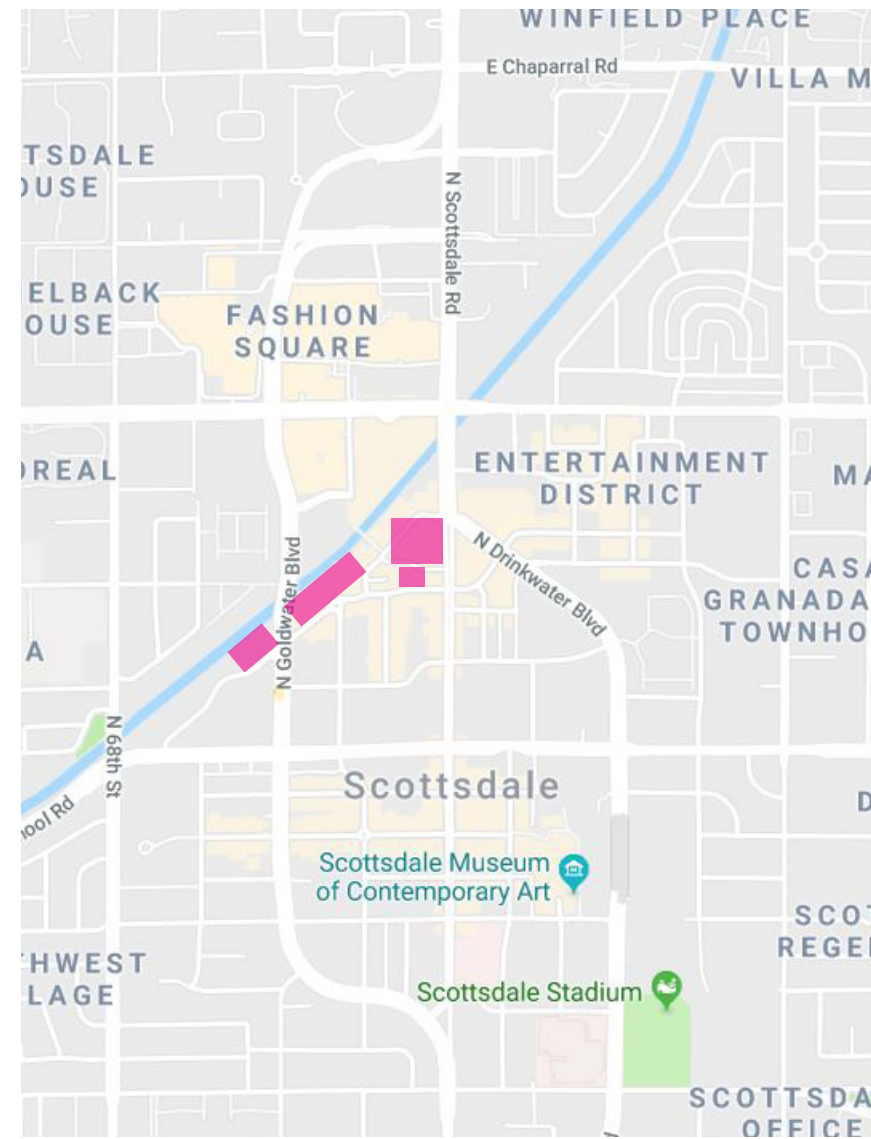 WINFIELD PLACE
E Chaparral Rd
VILLA M
TSDALE
OUSE
N Scottsdale Rd
ELBACK
OUSE
FASHION
SQUARE
OREAL
ENTERTAINMENT
DISTRICT
MA
N Goldwater Blvd
N Drinkwater Blvd
CASA
GRANADA
TOWNHO
A
N 68th St
Scottsdale
D
ool Rd
Scottsdale Museum
of Contemporary Art
SCOT
REGE
HWEST
LAGE
Scottsdale Stadium
SCOTTSDA
OFFICE